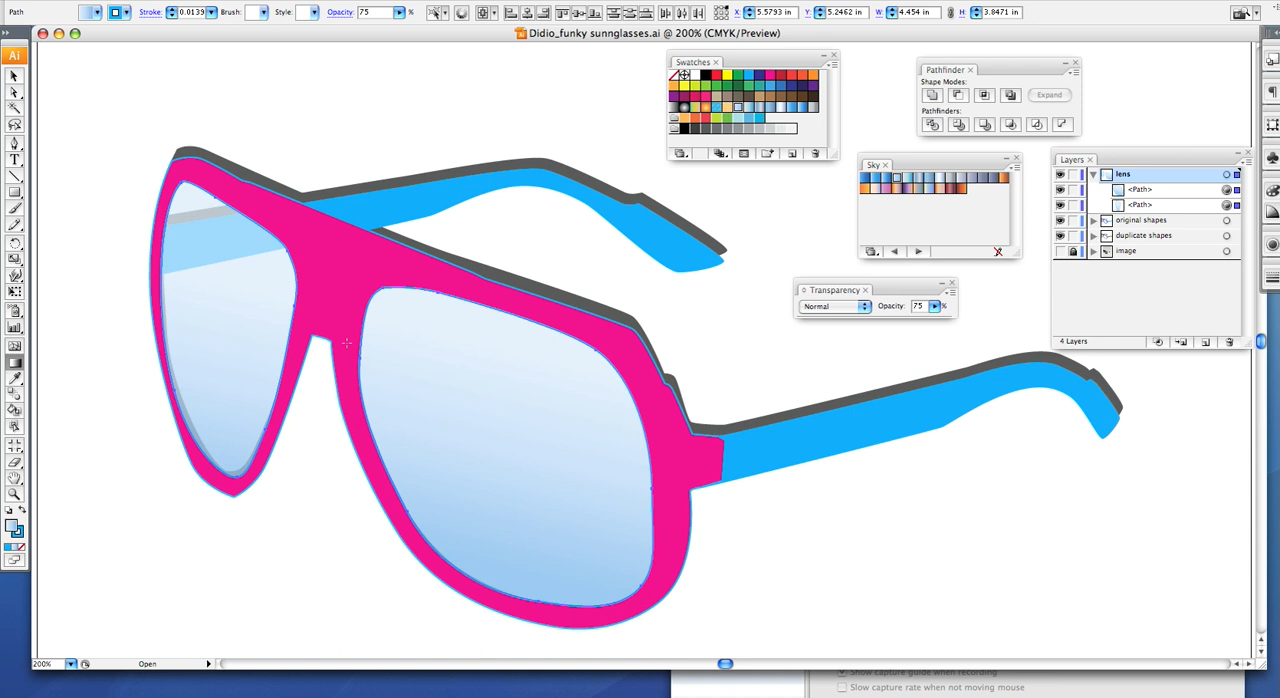 Path Stroke: 0.0139 Brush: Style: Opacity: 75 % X: 5.5793 in Y: 5.2462 in W: 4.454 in H: 3.8471 in
Didio_funky sunnglasses.ai @ 200% (CMYK/Preview)
Ai
Swatches ×
Pathfinder ×
Shape Modes:
Expand
Pathfinders:
Sky ×
Layers ×
lens
<Path>
<Path>
original shapes
duplicate shapes
image
4 Layers
Transparency ×
Normal Opacity: 75 %
T
200% Open
Show capture guide when recording
Slow capture rate when not moving mouse